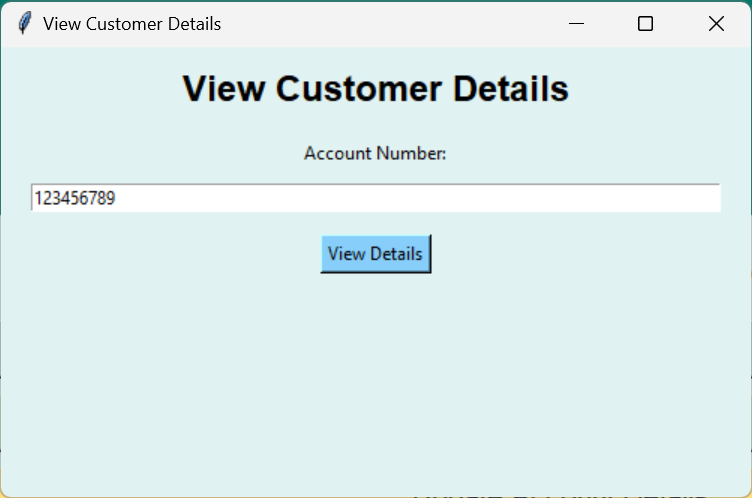 View Customer Details
View Customer Details
Account Number:
123456789
View Details